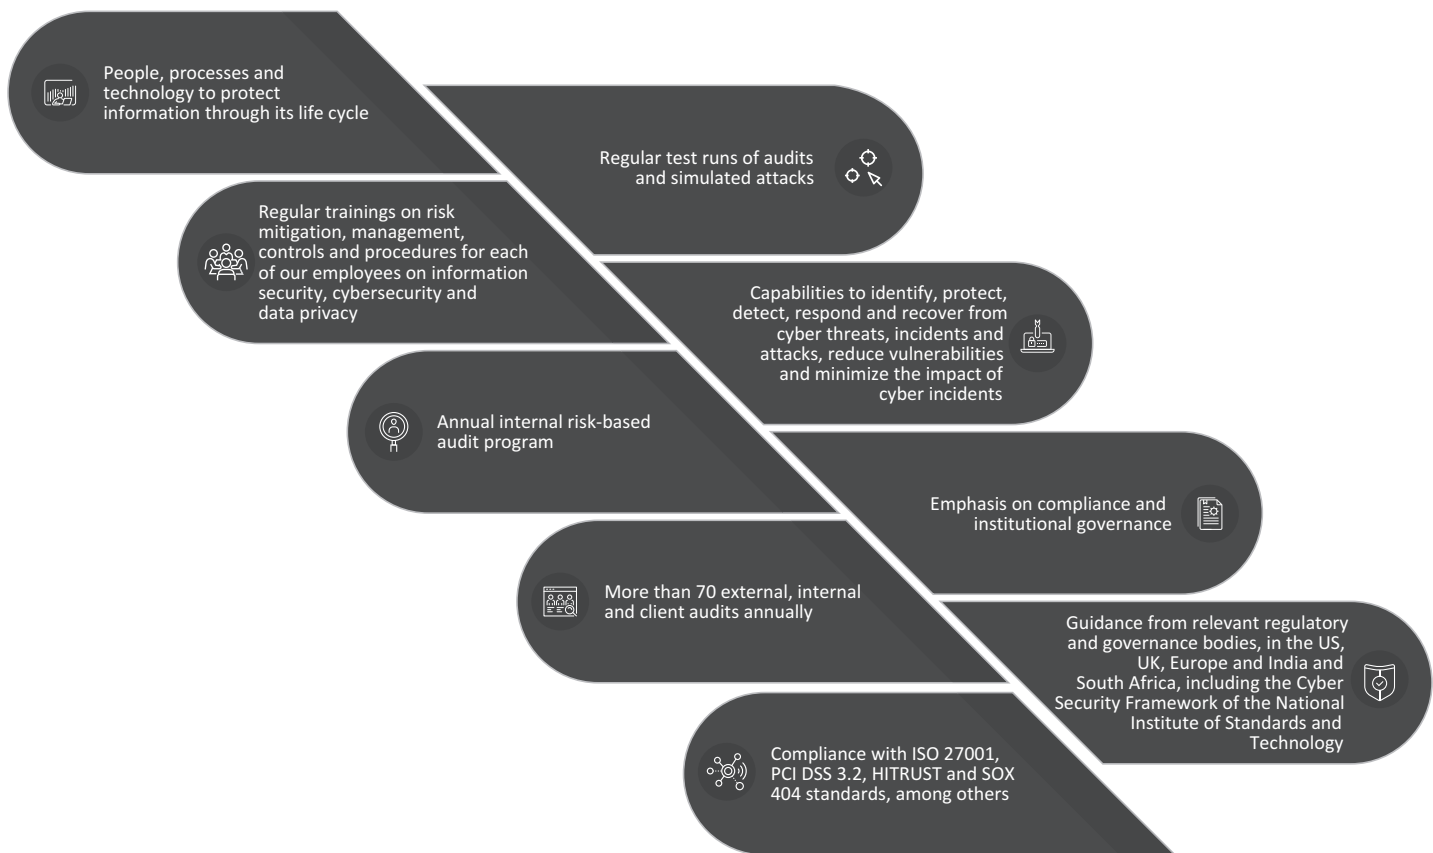 People, processes and
technology to protect
information through its life cycle
Regular test runs of audits
and simulated attacks
Regular trainings on risk
mitigation, management,
controls and procedures for each
of our employees on information
security, cybersecurity and
data privacy
Capabilities to identify, protect,
detect, respond and recover from
cyber threats, incidents and
attacks, reduce vulnerabilities
and minimize the impact of
cyber incidents
Annual internal risk-based
audit program
Emphasis on compliance and
institutional governance
More than 70 external, internal
and client audits annually
Guidance from relevant regulatory
and governance bodies, in the US,
UK, Europe and India and
South Africa, including the Cyber
Security Framework of the National
Institute of Standards and
Technology
Compliance with ISO 27001,
PCI DSS 3.2, HITRUST and SOX
404 standards, among others